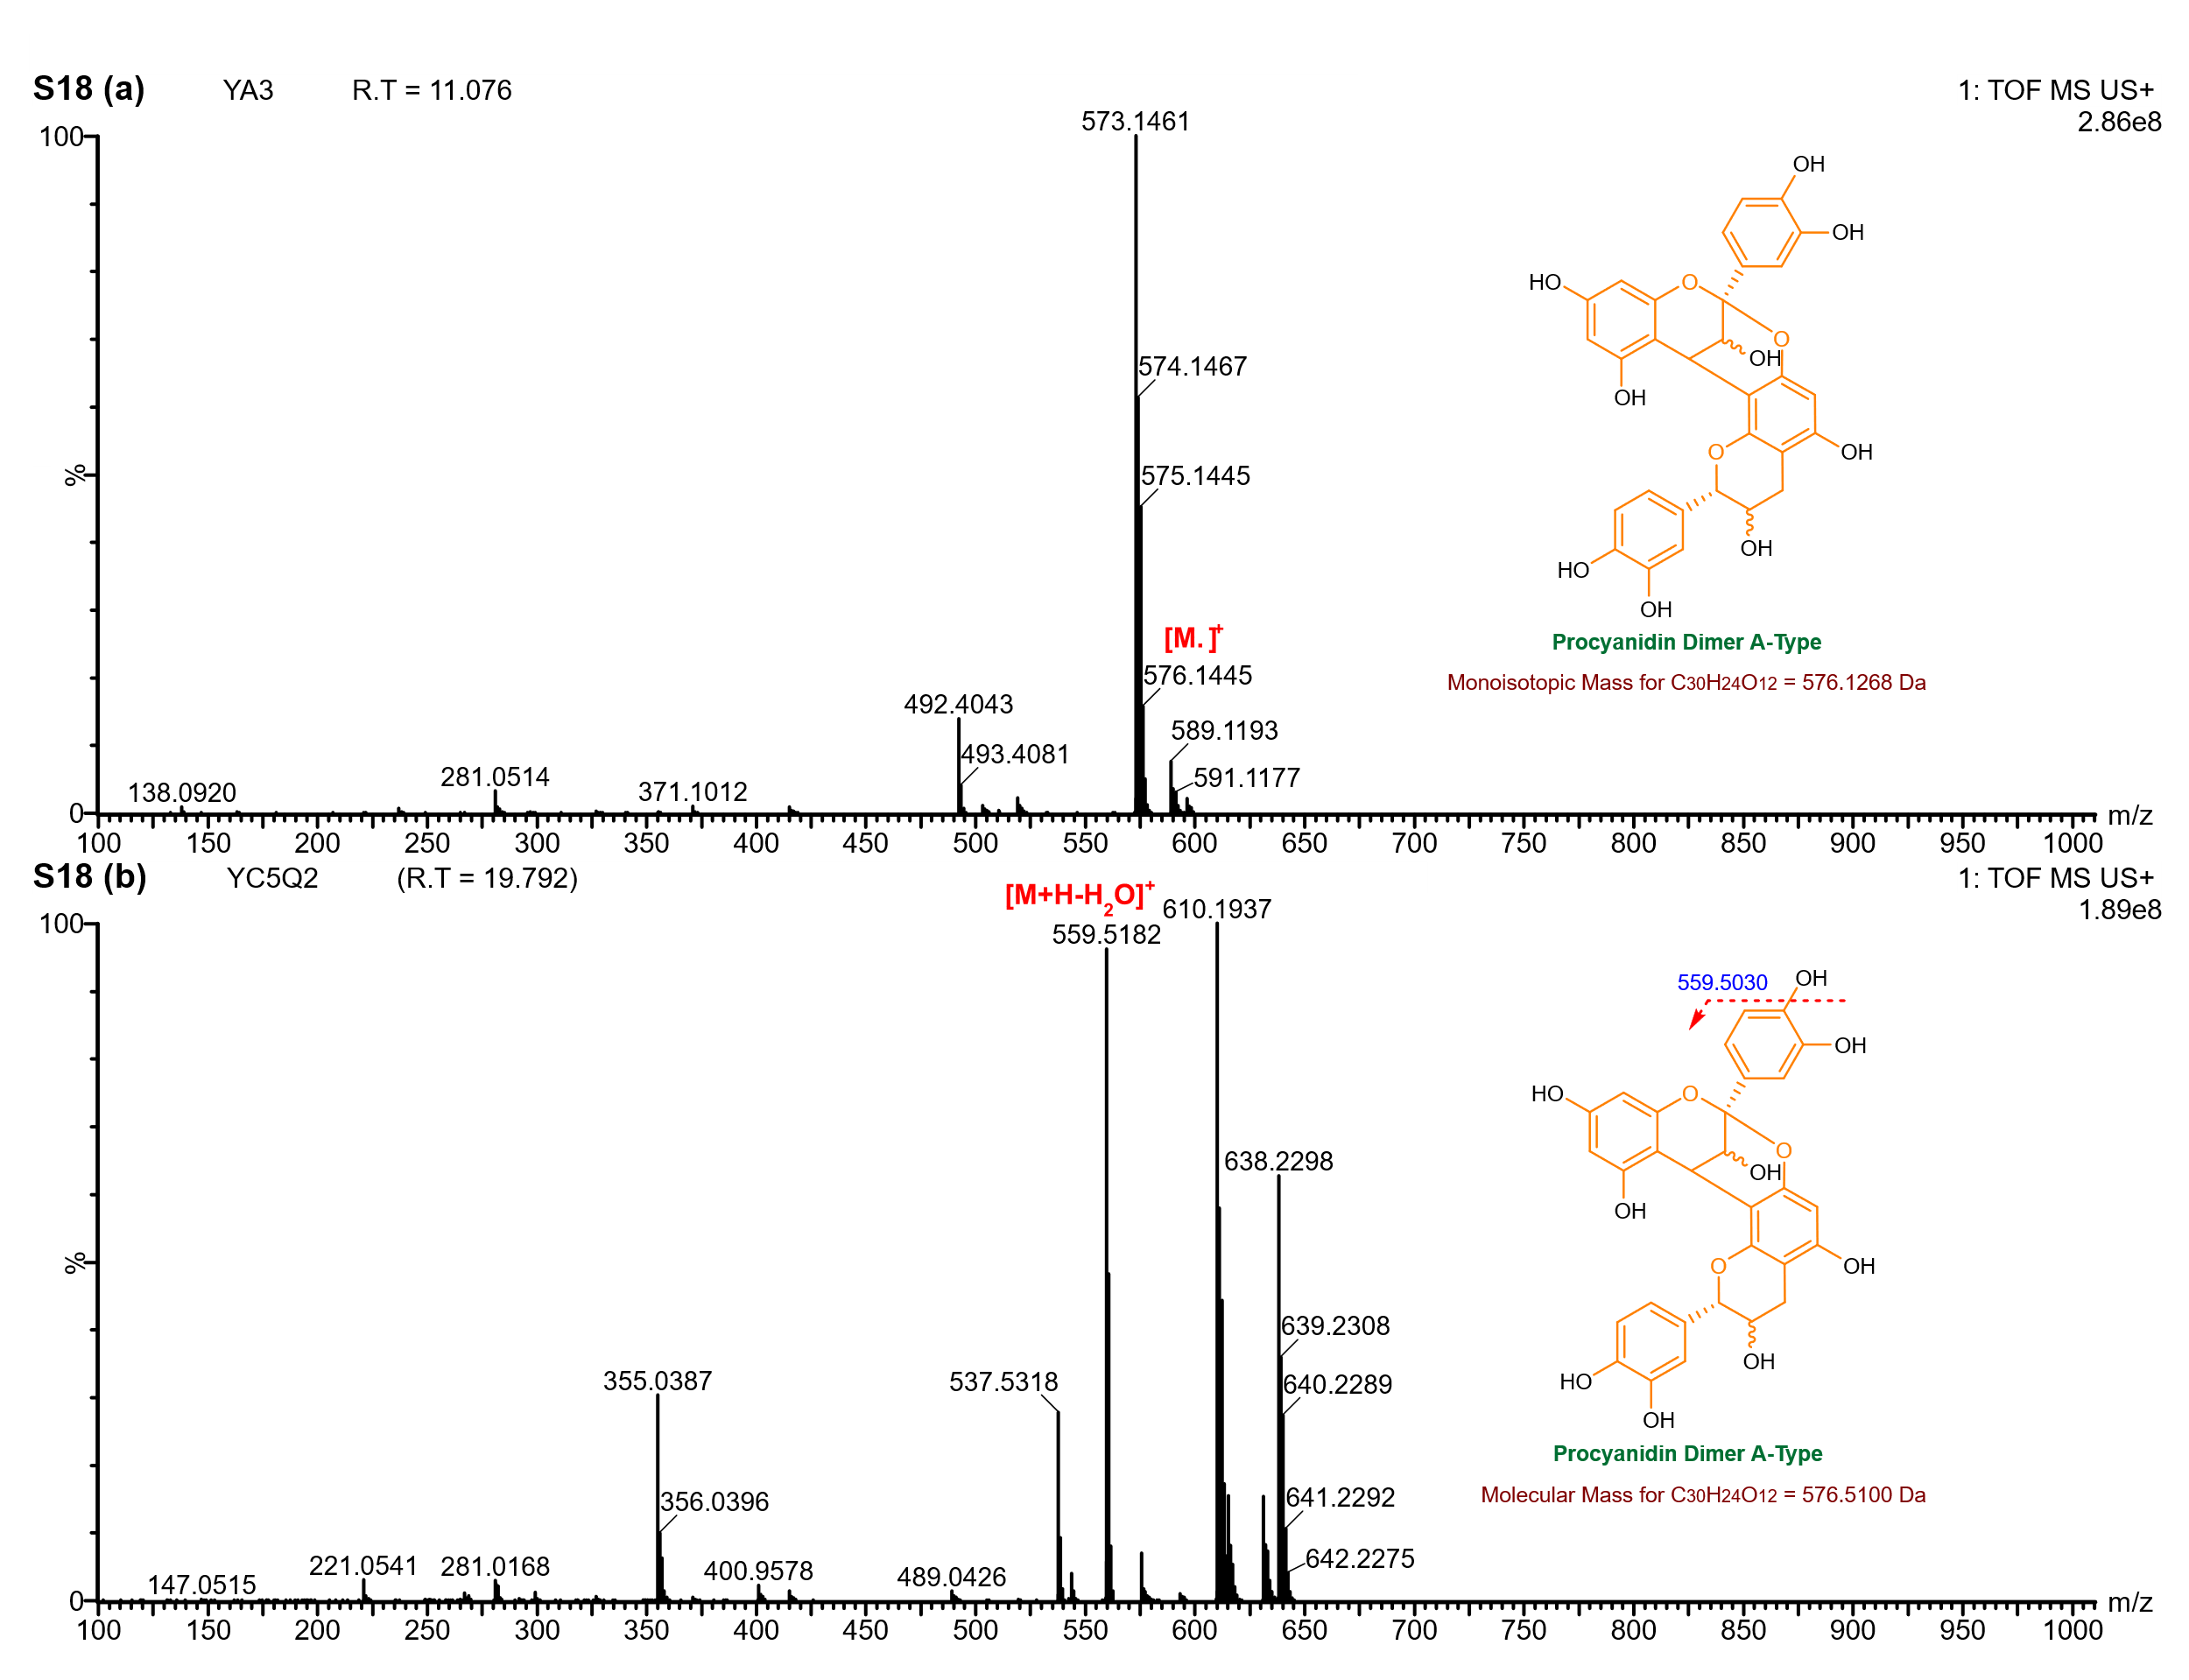 S18 (a) YA3 R.T = 11.076 1: TOF MS US+
2.86e8
100
%
0
573.1461
574.1467
575.1445
[M.]+
576.1445
492.4043
493.4081
589.1193
591.1177
138.0920
281.0514
371.1012
OH
OH
HO
O
O
OH
OH
O
OH
HO
OH
OH
Procyanidin Dimer A-Type
Monoisotopic Mass for C30H24O12 = 576.1268 Da
100 150 200 250 300 350 400 450 500 550 600 650 700 750 800 850 900 950 1000 m/z
S18 (b) YC5Q2 (R.T = 19.792) 1: TOF MS US+
1.89e8
100
%
0
[M+H-H2O]+
610.1937
559.5182
638.2298
639.2308
640.2289
641.2292
642.2275
537.5318
355.0387
356.0396
147.0515
221.0541
281.0168
400.9578
489.0426
559.5030
OH
OH
HO
O
O
OH
OH
O
OH
HO
OH
OH
Procyanidin Dimer A-Type
Molecular Mass for C30H24O12 = 576.5100 Da
100 150 200 250 300 350 400 450 500 550 600 650 700 750 800 850 900 950 1000 m/z